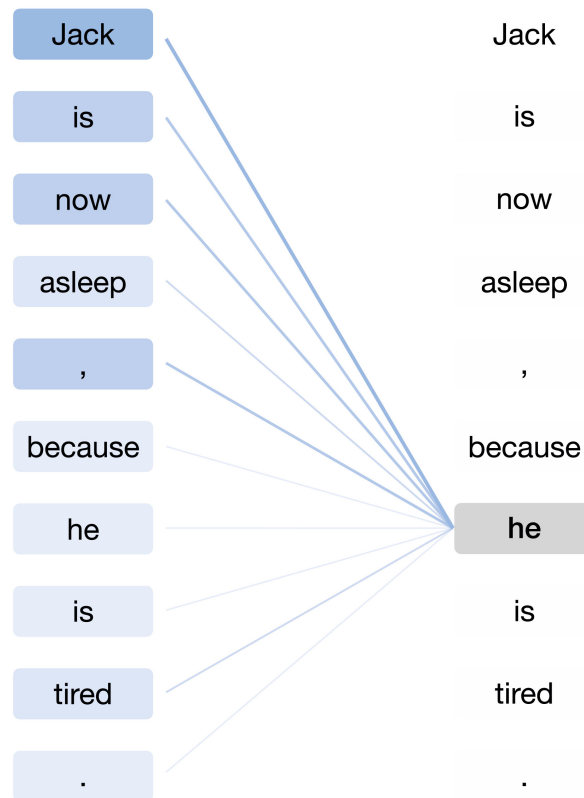 Jack Jack
is is
now now
asleep asleep
, ,
because because
he he
is is
tired tired
. .